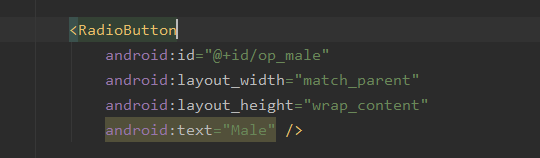 <RadioButton
android:id="@+id/op_male"
android:layout_width="match_parent"
android:layout_height="wrap_content"
android:text="Male" />